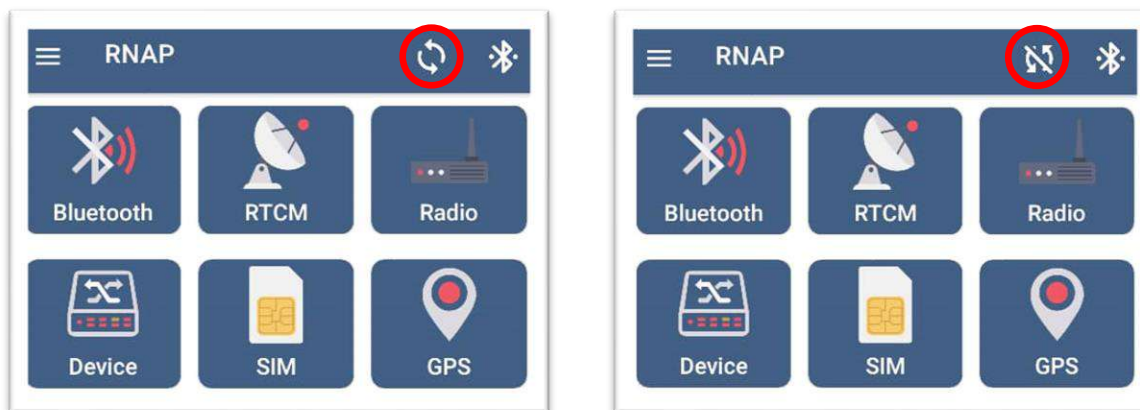 RNAP
Bluetooth RTCM Radio
Device SIM GPS
RNAP
Bluetooth RTCM Radio
Device SIM GPS